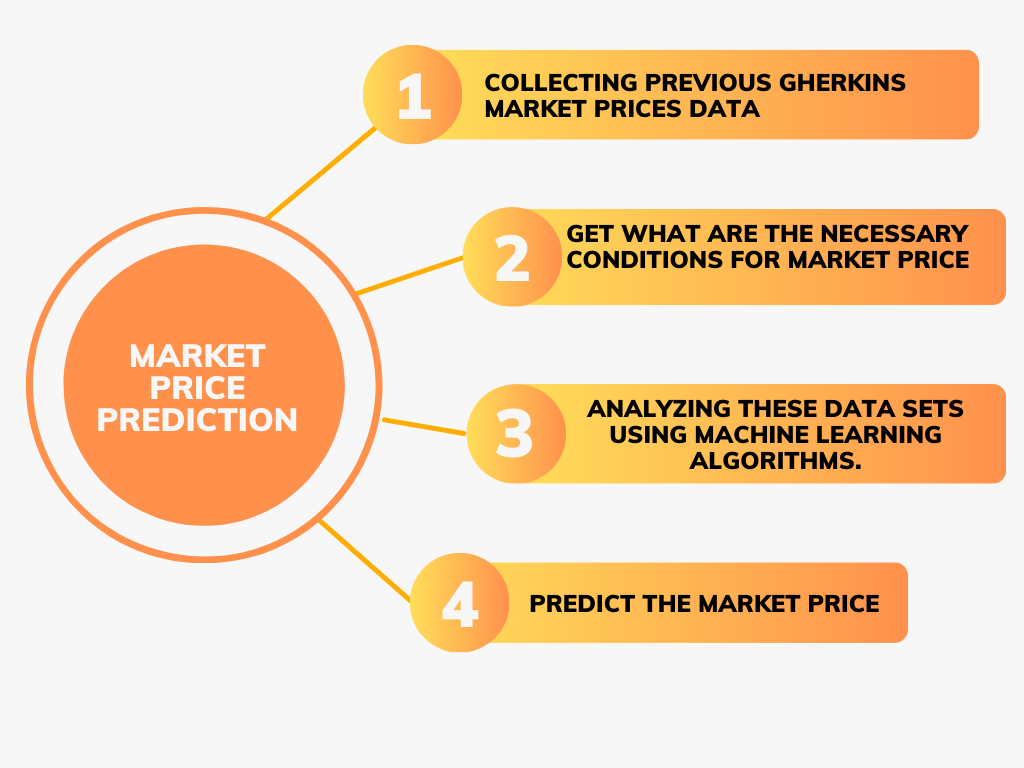 MARKET
PRICE
PREDICTION
1
COLLECTING PREVIOUS GHERKINS
MARKET PRICES DATA
2
GET WHAT ARE THE NECESSARY
CONDITIONS FOR MARKET PRICE
3
ANALYZING THESE DATA SETS
USING MACHINE LEARNING
ALGORITHMS.
4
PREDICT THE MARKET PRICE